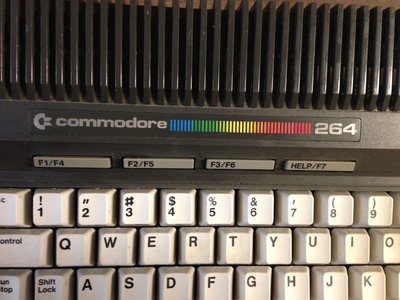 commodore 264
F1/F4 F2/F5 F3/F6 HELP/F7
! " # $ % & ' ( )
1 2 3 4 5 6 7 8 9
Control Q W E R T Y U I O
Shift A S D F G H J K
Lock